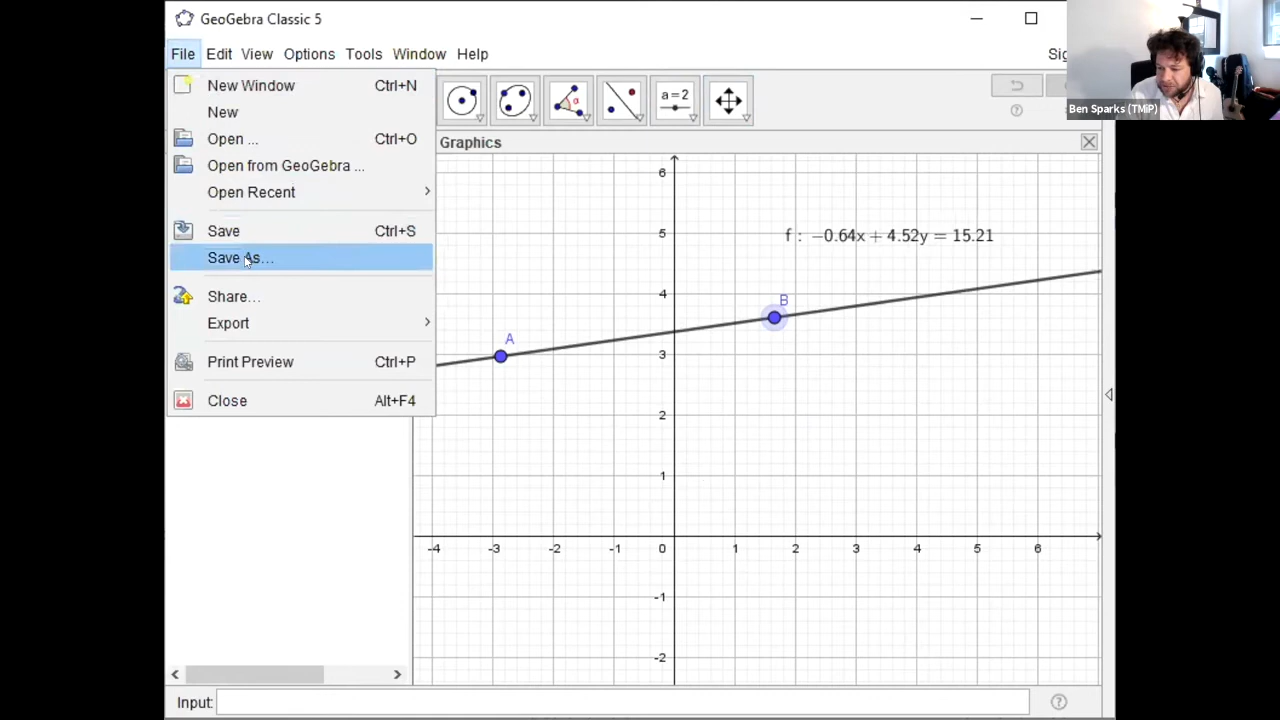 GeoGebra Classic 5
File Edit View Options Tools Window Help
New Window Ctrl+N
New
Open ... Ctrl+O
Open from GeoGebra ...
Open Recent
Save Ctrl+S
Save As...
Share...
Export
Print Preview Ctrl+P
Close Alt+F4
a=2
Ben Sparks (TMiP)
Graphics
f : −0.64x + 4.52y = 15.21
A
B
6
5
4
3
2
1
-4 -3 -2 -1 0 1 2 3 4 5 6
-1
-2
Input: